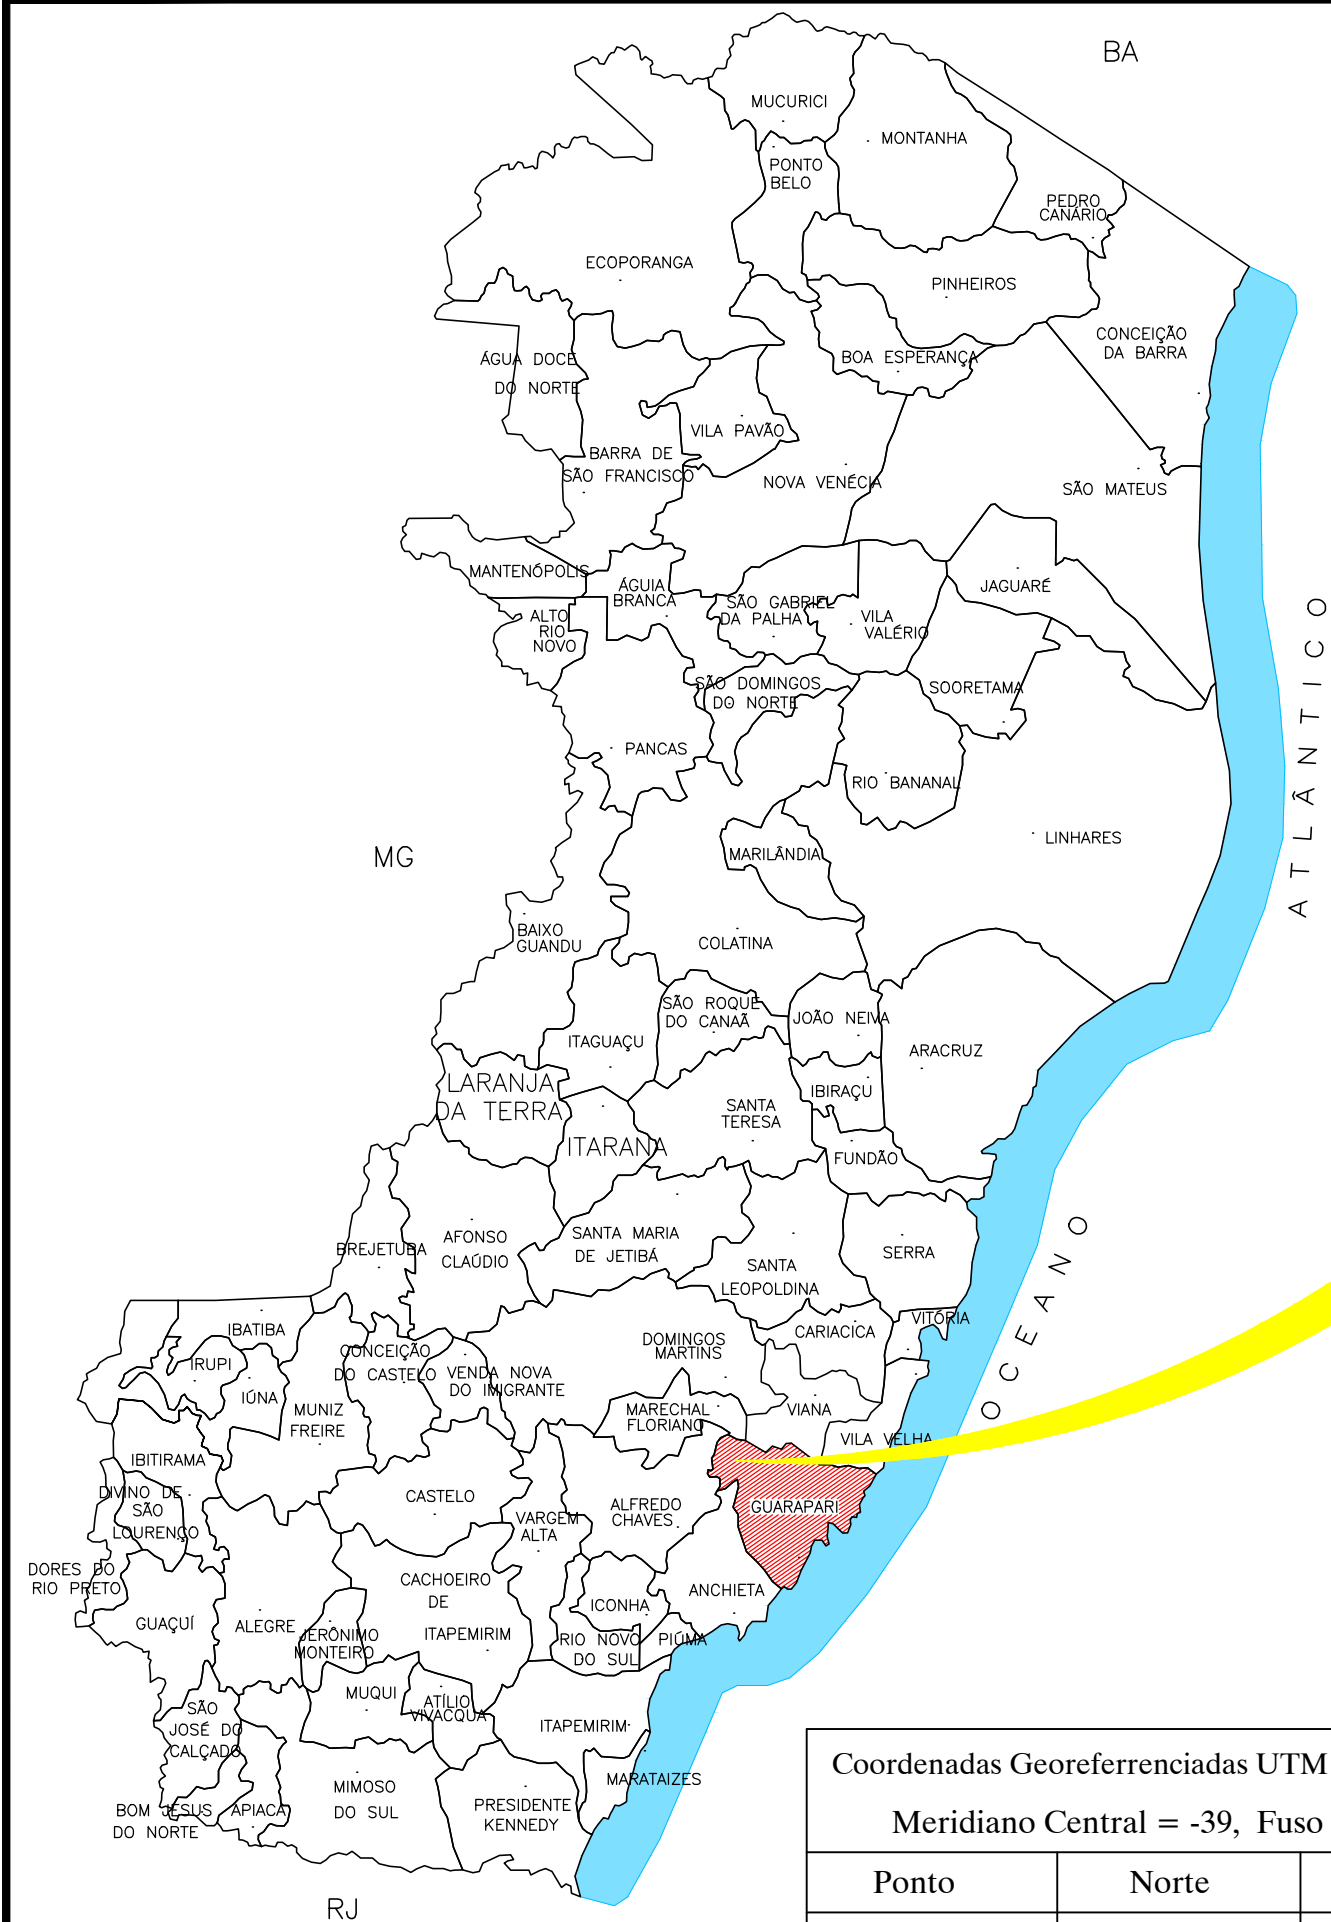 BA
MUCURICI
MONTANHA
PONTO
BELO
PEDRO
CANÁRIO
ECOPORANGA
PINHEIROS
CONCEIÇÃO
DA BARRA
ÁGUA DOCE
DO NORTE
BOA ESPERANÇA
VILA PAVÃO
BARRA DE
SÃO FRANCISCO
NOVA VENÉCIA
SÃO MATEUS
MANTENÓPOLIS
ÁGUIA
BRANCA
JAGUARÉ
SÃO GABRIEL
DA PALHA
VILA
VALÉRIO
ALTO
RIO
NOVO
SÃO DOMINGOS
DO NORTE
SOORETAMA
PANCAS
RIO BANANAL
LINHARES
MG
MARILÂNDIA
ATLÂNTICO
BAIXO
GUANDU
COLATINA
SÃO ROQUE
DO CANAÃ
JOÃO NEIVA
ITAGUAÇU
ARACRUZ
LARANJA
DA TERRA
IBIRAÇU
SANTA
TERESA
ITARANA
FUNDÃO
BREJETUBA
AFONSO
CLAÚDIO
SANTA MARIA
DE JETIBÁ
SERRA
SANTA
LEOPOLDINA
OCEANO
IBATIBA
VITÓRIA
CARIACICA
DOMINGOS
MARTINS
IRUPI
CONCEIÇÃO
DO CASTELO
VENDA NOVA
DO IMIGRANTE
IÚNA
MUNIZ
FREIRE
MARECHAL
FLORIANO
VIANA
VILA VELHA
IBITIRAMA
DIVINO DE
SÃO
LOURENÇO
CASTELO
VARGEM
ALTA
ALFREDO
CHAVES
GUARAPARI
DORES DO
RIO PRETO
CACHOEIRO
DE
ITAPEMIRIM
ANCHIETA
ICONHA
GUAÇUÍ
ALEGRE
JERÔNIMO
MONTEIRO
RIO NOVO
DO SUL
PIÚMA
MUQUI
ATÍLIO
VIVACQUA
SÃO
JOSÉ DO
CALÇADO
ITAPEMIRIM
MARATAIZES
MIMOSO
DO SUL
BOM JESUS
DO NORTE
APIACA
PRESIDENTE
KENNEDY
RJ
Coordenadas Georeferrenciadas UTM
Meridiano Central = -39, Fuso
Ponto
Norte